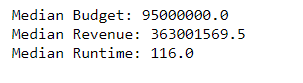 Median Budget: 95000000.0
Median Revenue: 363001569.5
Median Runtime: 116.0